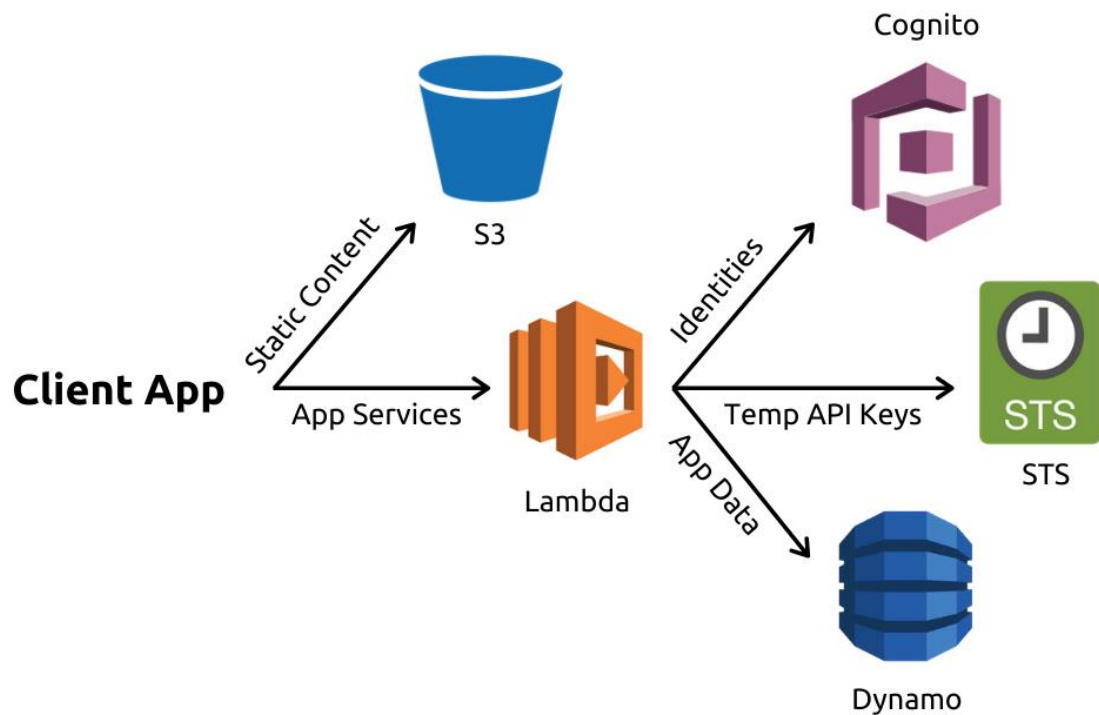 Cognito
S3
Static Content
Identities
Client App
App Services
Temp API Keys
STS
STS
Lambda
App Data
Dynamo